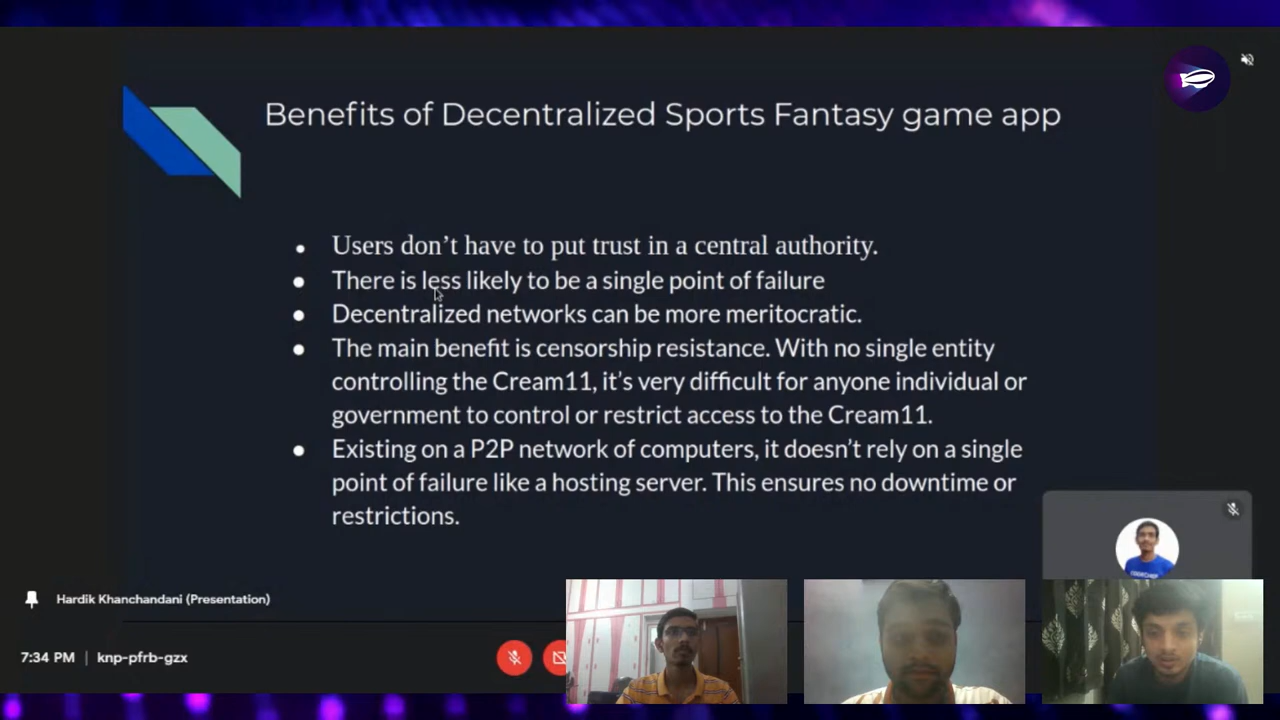 Benefits of Decentralized Sports Fantasy game app
Users don't have to put trust in a central authority.
There is less likely to be a single point of failure
Decentralized networks can be more meritocratic.
The main benefit is censorship resistance. With no single entity
controlling the Cream11, it's very difficult for anyone individual or
government to control or restrict access to the Cream11.
Existing on a P2P network of computers, it doesn't rely on a single
point of failure like a hosting server. This ensures no downtime or
restrictions.
Hardik Khanchandani (Presentation)
7:34 PM | knp-pfrb-gzx